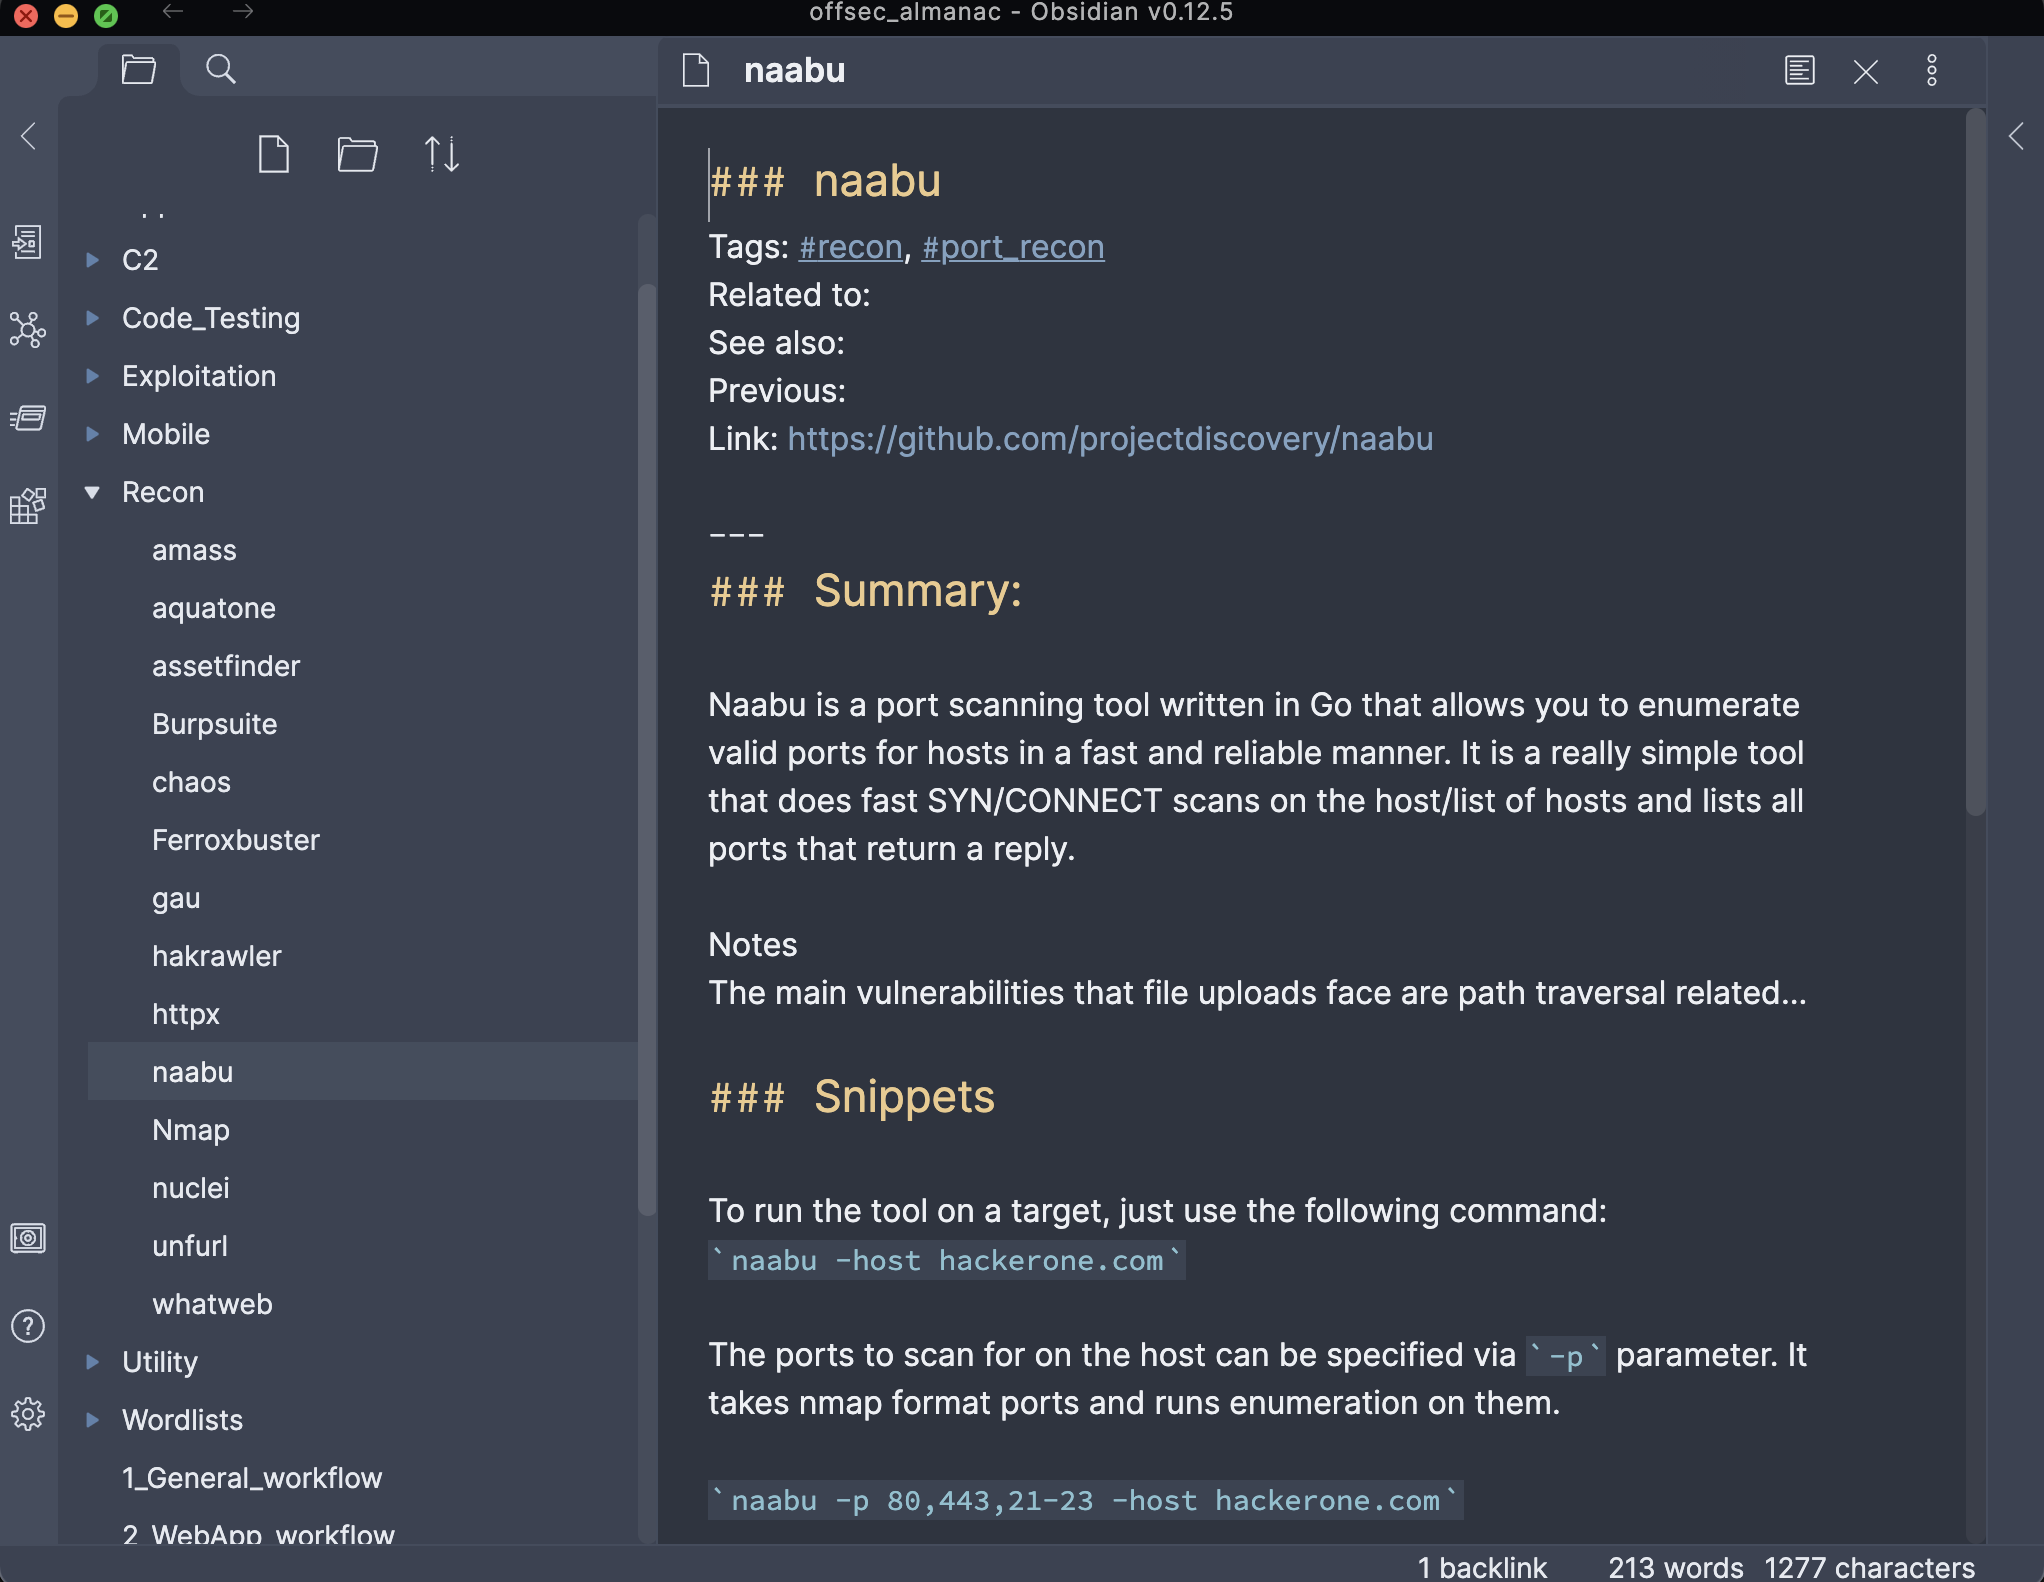 offsec_almanac - Obsidian v0.12.5
naabu
C2
Code_Testing
Exploitation
Mobile
Recon
amass
aquatone
assetfinder
Burpsuite
chaos
Ferroxbuster
gau
hakrawler
httpx
naabu
Nmap
nuclei
unfurl
whatweb
Utility
Wordlists
1_General_workflow
2_WebApp_workflow
### naabu
Tags: #recon, #port_recon
Related to:
See also:
Previous:
Link: https://github.com/projectdiscovery/naabu
---
### Summary:
Naabu is a port scanning tool written in Go that allows you to enumerate
valid ports for hosts in a fast and reliable manner. It is a really simple tool
that does fast SYN/CONNECT scans on the host/list of hosts and lists all
ports that return a reply.
Notes
The main vulnerabilities that file uploads face are path traversal related...
### Snippets
To run the tool on a target, just use the following command:
`naabu -host hackerone.com`
The ports to scan for on the host can be specified via `-p` parameter. It
takes nmap format ports and runs enumeration on them.
`naabu -p 80,443,21-23 -host hackerone.com`
1 backlink 213 words 1277 characters